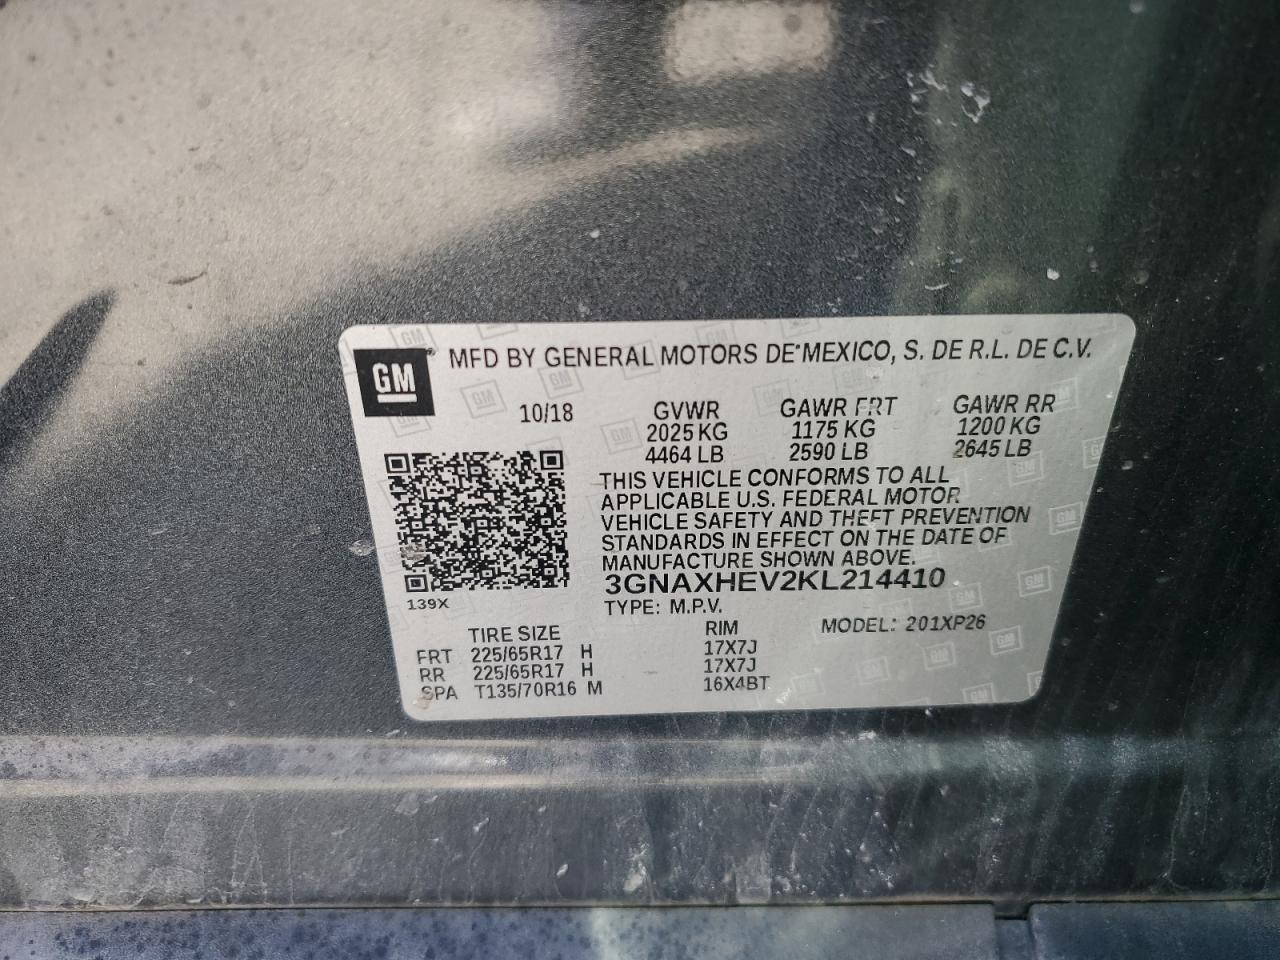 GM
MFD BY GENERAL MOTORS DE MEXICO, S. DE R.L. DE C.V.
10/18 GVWR GAWR FRT GAWR RR
2025 KG 1175 KG 1200 KG
4464 LB 2590 LB 2645 LB
THIS VEHICLE CONFORMS TO ALL
APPLICABLE U.S. FEDERAL MOTOR
VEHICLE SAFETY AND THEFT PREVENTION
STANDARDS IN EFFECT ON THE DATE OF
MANUFACTURE SHOWN ABOVE.
3GNAXHEV2KL214410
139X
TYPE: M.P.V. MODEL: 201XP26
TIRE SIZE RIM
FRT 225/65R17 H 17X7J
RR 225/65R17 H 17X7J
SPA T135/70R16 M 16X4BT